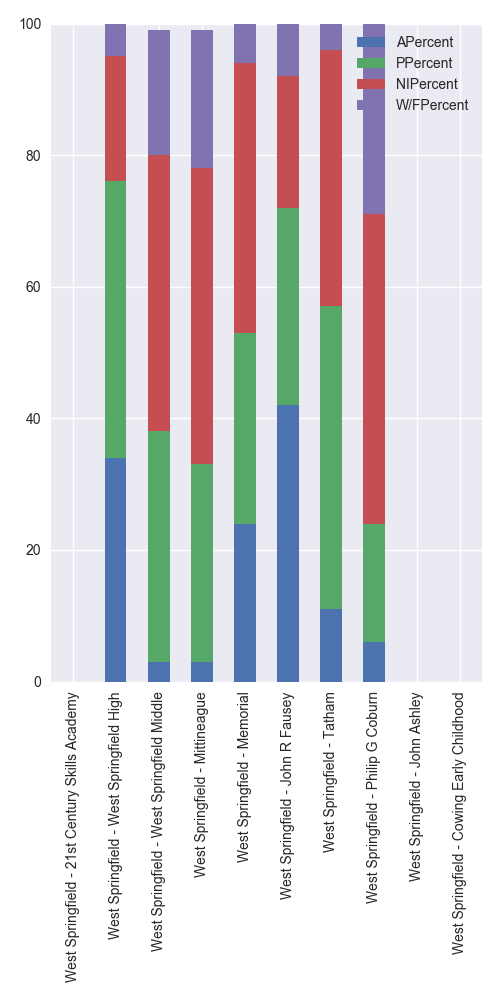 100
80
60
40
20
0
APercent
PPercent
NIPercent
W/FPercent
West Springfield - 21st Century Skills Academy
West Springfield - West Springfield High
West Springfield - West Springfield Middle
West Springfield - Mittineague
West Springfield - Memorial
West Springfield - John R Fausey
West Springfield - Tatham
West Springfield - Philip G Coburn
West Springfield - John Ashley
West Springfield - Cowing Early Childhood